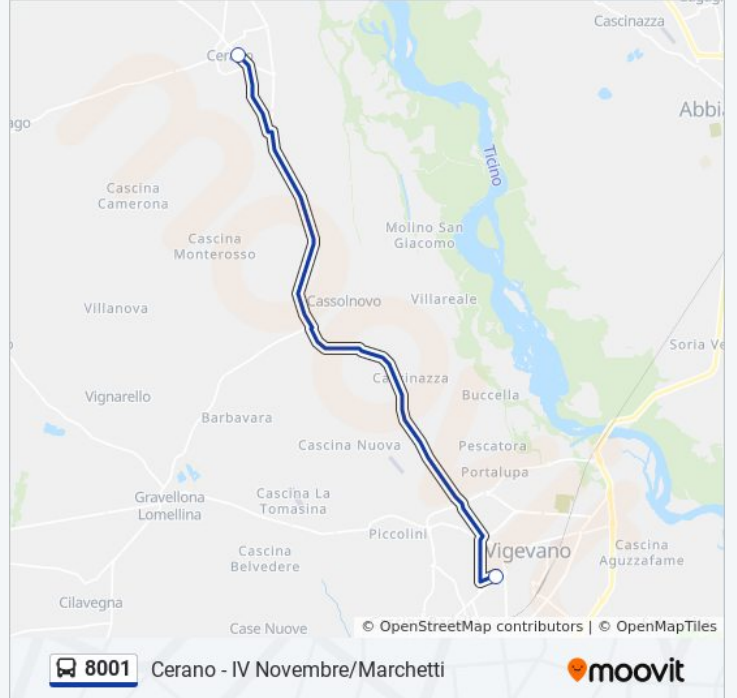 Cascinazza
Cerano
ago
Abbi
Ticino
Cascina
Camerona
Molino San
Giacomo
Cascina
Monterosso
Villanova
Cassolnovo
Villareale
Soria Ve
Cascinazza
Vignarello
Buccella
Barbavara
Cascina Nuova
Pescatora
Portalupa
Gravellona
Lomellina
Cascina La
Tomasina
Piccolini
Vigevano
Cascina
Belvedere
Cascina
Aguzzafame
Cilavegna
Case Nuove
© OpenStreetMap contributors | © OpenMapTiles
8001 Cerano - IV Novembre/Marchetti
moovit